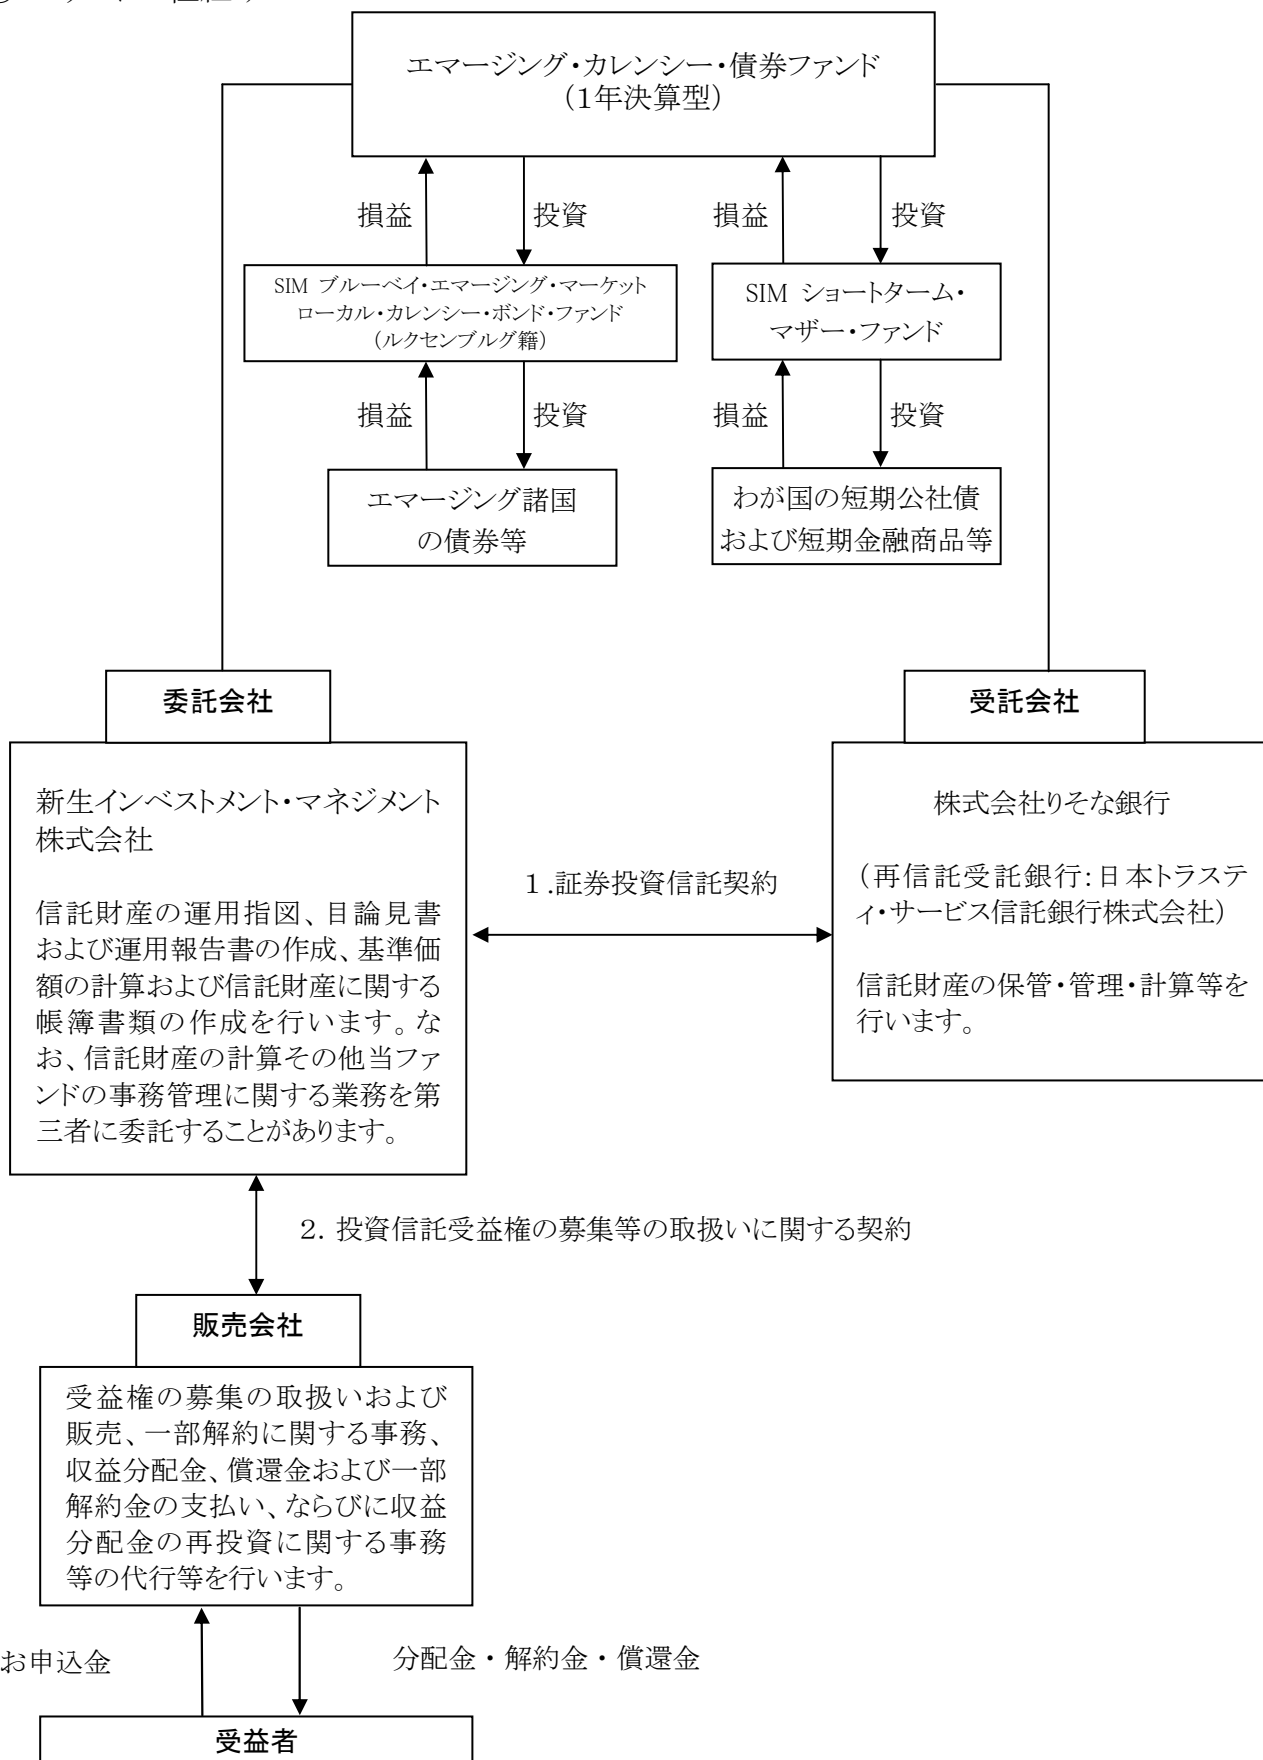 エマージング・カレンシー・債券ファンド
（1年決算型）
損益
投資
損益
投資
SIM ブルーベイ・エマージング・マーケット
ローカル・カレンシー・ボンド・ファンド
（ルクセンブルグ籍）
SIM ショートターム・
マザー・ファンド
損益
投資
損益
投資
エマージング諸国
の債券等
わが国の短期公社債
および短期金融商品等
委託会社
新生インベストメント・マネジメント
株式会社
信託財産の運用指図、目論見書
および運用報告書の作成、基準価
額の計算および信託財産に関する
帳簿書類の作成を行います。な
お、信託財産の計算その他当ファ
ンドの事務管理に関する業務を第
三者に委託することがあります。
1.証券投資信託契約
受託会社
株式会社りそな銀行
（再信託受託銀行：日本トラステ
ィ・サービス信託銀行株式会社）
信託財産の保管・管理・計算等を
行います。
2. 投資信託受益権の募集等の取扱いに関する契約
販売会社
受益権の募集の取扱いおよび
販売、一部解約に関する事務、
収益分配金、償還金および一部
解約金の支払い、ならびに収益
分配金の再投資に関する事務
等の代行等を行います。
お申込金
分配金・解約金・償還金
受益者